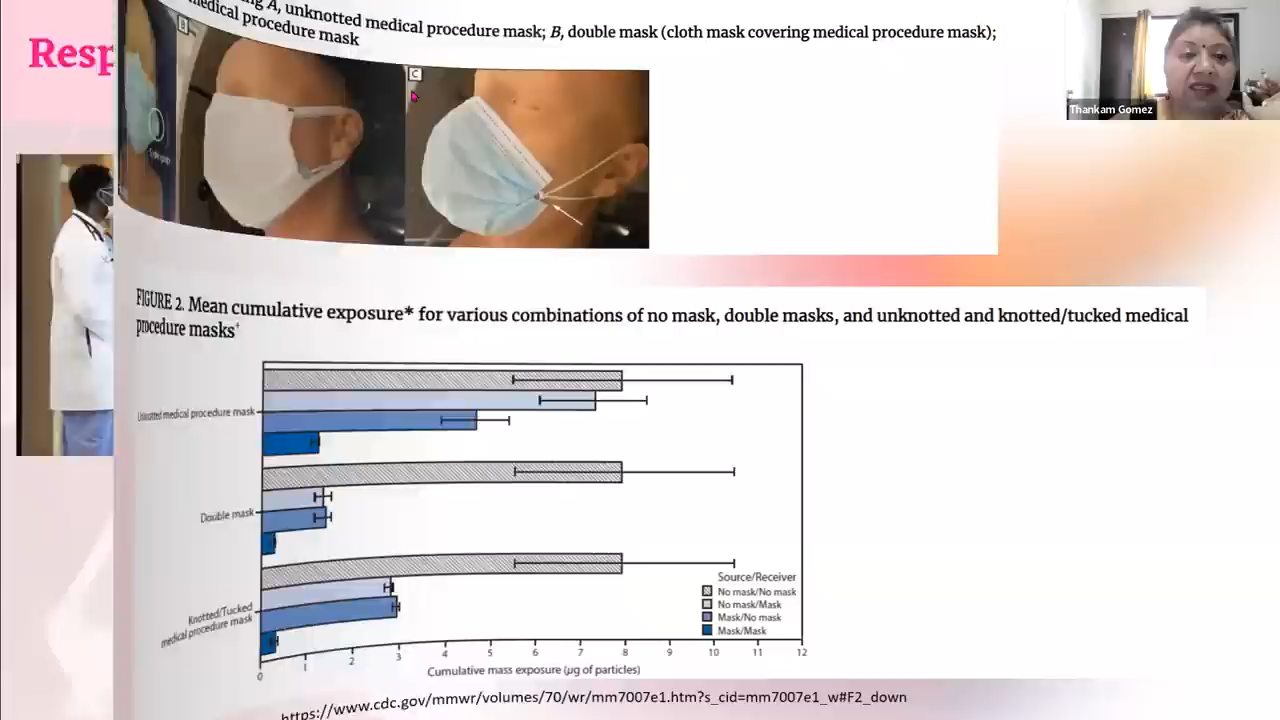 Resp
A, unknotted medical procedure mask; B, double mask (cloth mask covering medical procedure mask);
medical procedure mask
B
C
Thankam Gomez
FIGURE 2. Mean cumulative exposure* for various combinations of no mask, double masks, and unknotted and knotted/tucked medical
procedure masks†
Unknotted medical procedure mask
Double mask
Knotted/Tucked
medical procedure mask
Source/Receiver
No mask/No mask
No mask/Mask
Mask/No mask
Mask/Mask
0 1 2 3 4 5 6 7 8 9 10 11 12
Cumulative mass exposure (μg of particles)
https://www.cdc.gov/mmwr/volumes/70/wr/mm7007e1.htm?s_cid=mm7007e1_w#F2_down